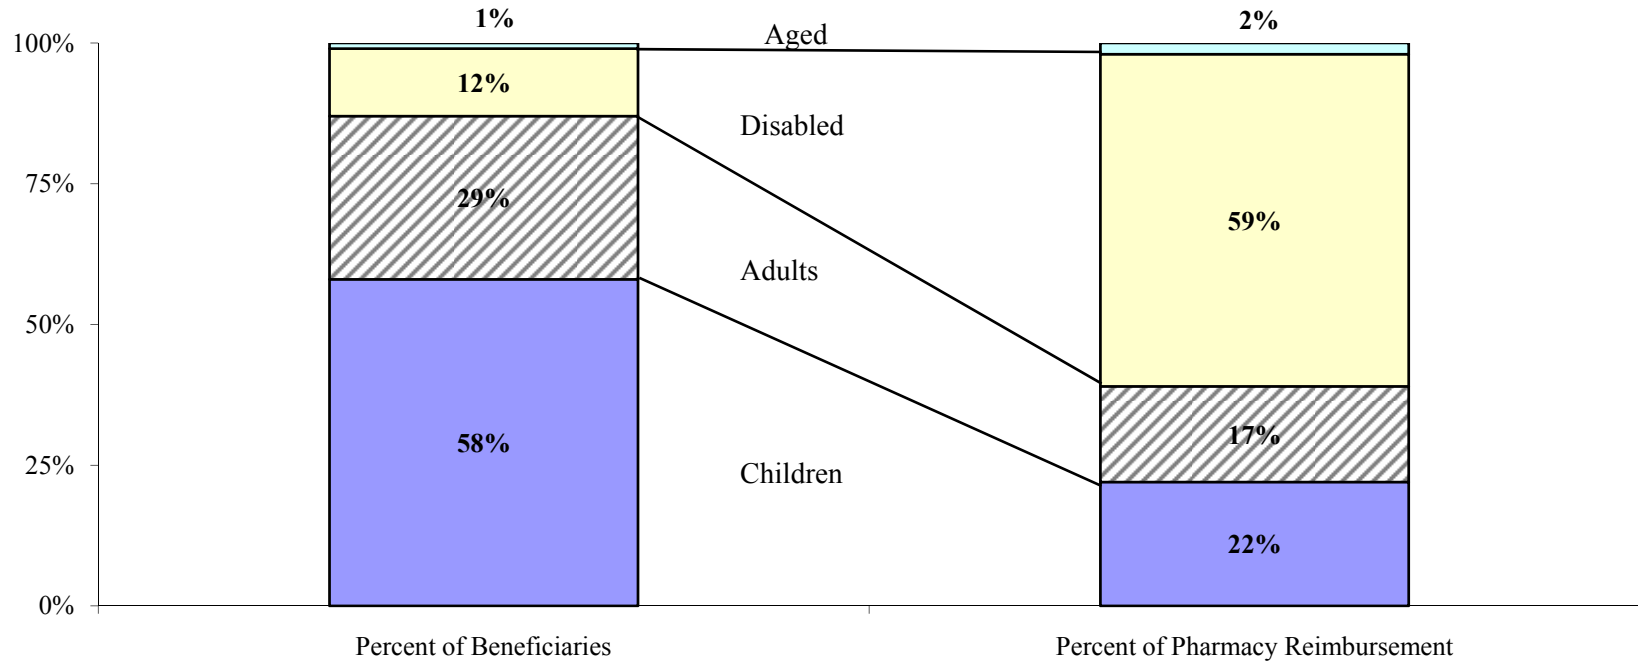 1%
2%
100%
Aged
12%
Disabled
75%
29%
59%
Adults
50%
58%
17%
25%
Children
22%
0%
Percent of Beneficiaries
Percent of Pharmacy Reimbursement